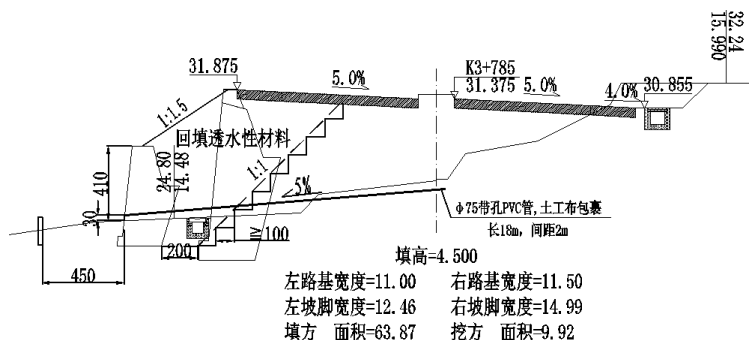 32.24
15.990
31.875
5.0%
K3+785
31.375
5.0%
4.0%
30.855
1:1.5
回填透水性材料
24.80
14.48
1:1
410
30
5%
φ75带孔PVC管,土工布包裹
长18m, 间距2m
≥100
200
450
填高=4.500
左路基宽度=11.00 右路基宽度=11.50
左坡脚宽度=12.46 右坡脚宽度=14.99
填方 面积=63.87 挖方 面积=9.92